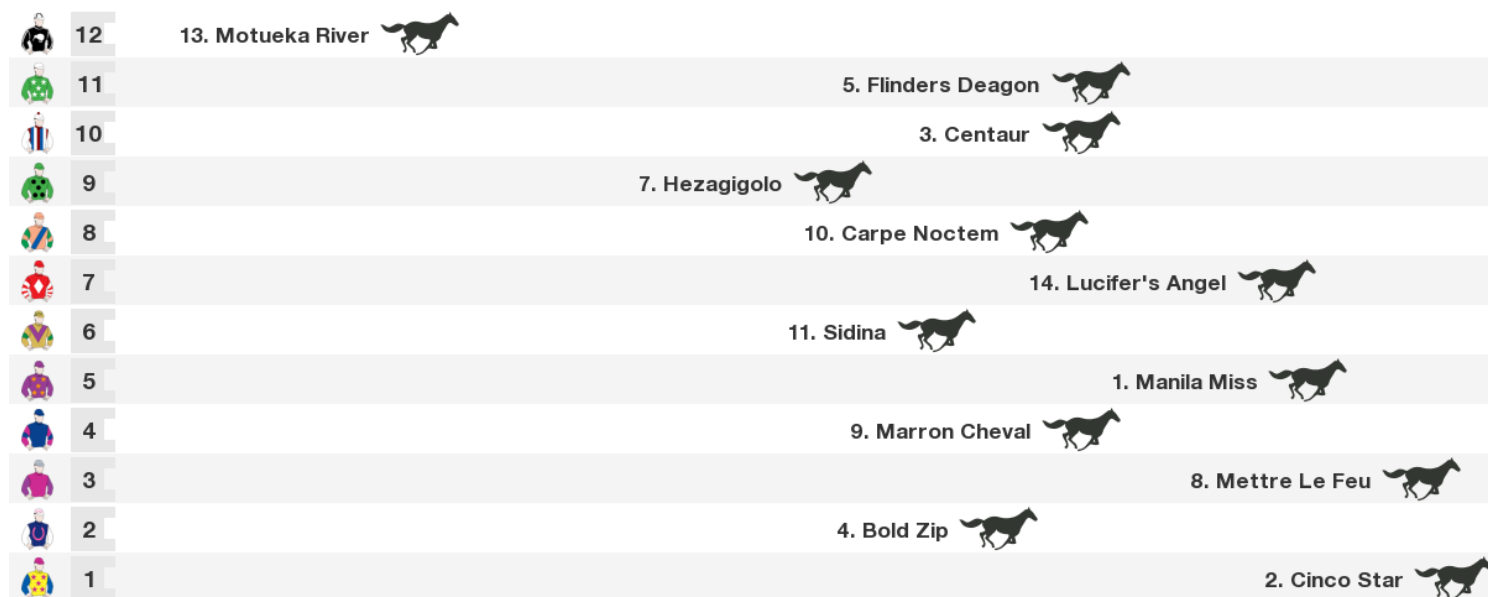 12 13. Motueka River
11 5. Flinders Deagon
10 3. Centaur
9 7. Hezagigolo
8 10. Carpe Noctem
7 14. Lucifer's Angel
6 11. Sidina
5 1. Manila Miss
4 9. Marron Cheval
3 8. Mettre Le Feu
2 4. Bold Zip
1 2. Cinco Star